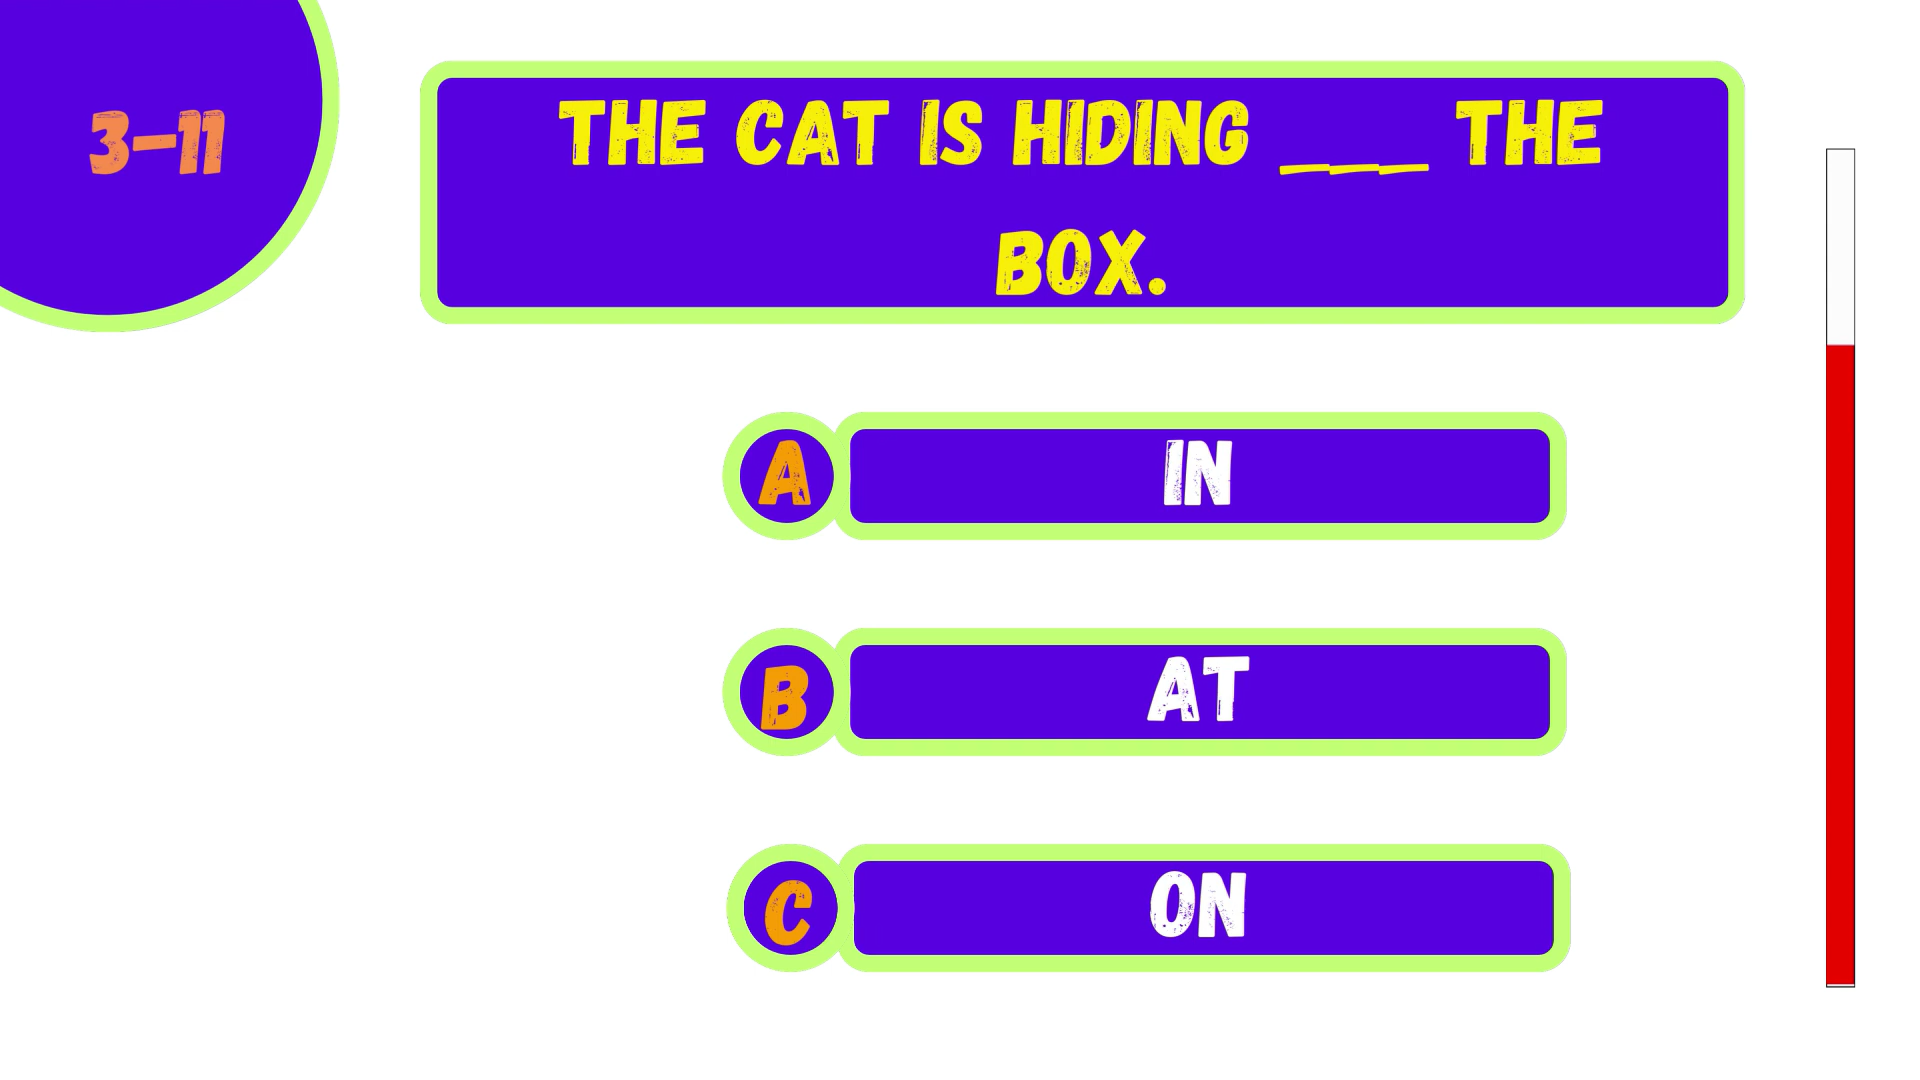 3-11
THE CAT IS HIDING ___ THE
BOX.
A IN
B AT
C ON